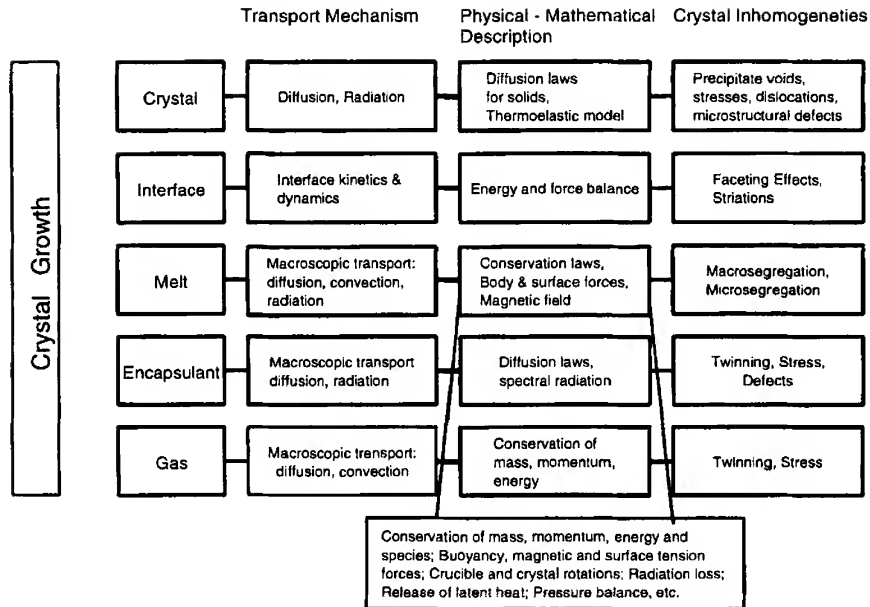 Transport Mechanism
Physical - Mathematical
Description
Crystal Inhomogeneties
Crystal Growth
Crystal
Diffusion, Radiation
Diffusion laws
for solids,
Thermoelastic model
Precipitate voids,
stresses, dislocations,
microstructural defects
Interface
Interface kinetics &
dynamics
Energy and force balance
Faceting Effects,
Striations
Melt
Macroscopic transport:
diffusion, convection,
radiation
Conservation laws,
Body & surface forces,
Magnetic field
Macrosegregation,
Microsegregation
Encapsulant
Macroscopic transport
diffusion, radiation
Diffusion laws,
spectral radiation
Twinning, Stress,
Defects
Gas
Macroscopic transport:
diffusion, convection
Conservation of
mass, momentum,
energy
Twinning, Stress
Conservation of mass, momentum, energy and
species; Buoyancy, magnetic and surface tension
forces; Crucible and crystal rotations; Radiation loss;
Release of latent heat; Pressure balance, etc.